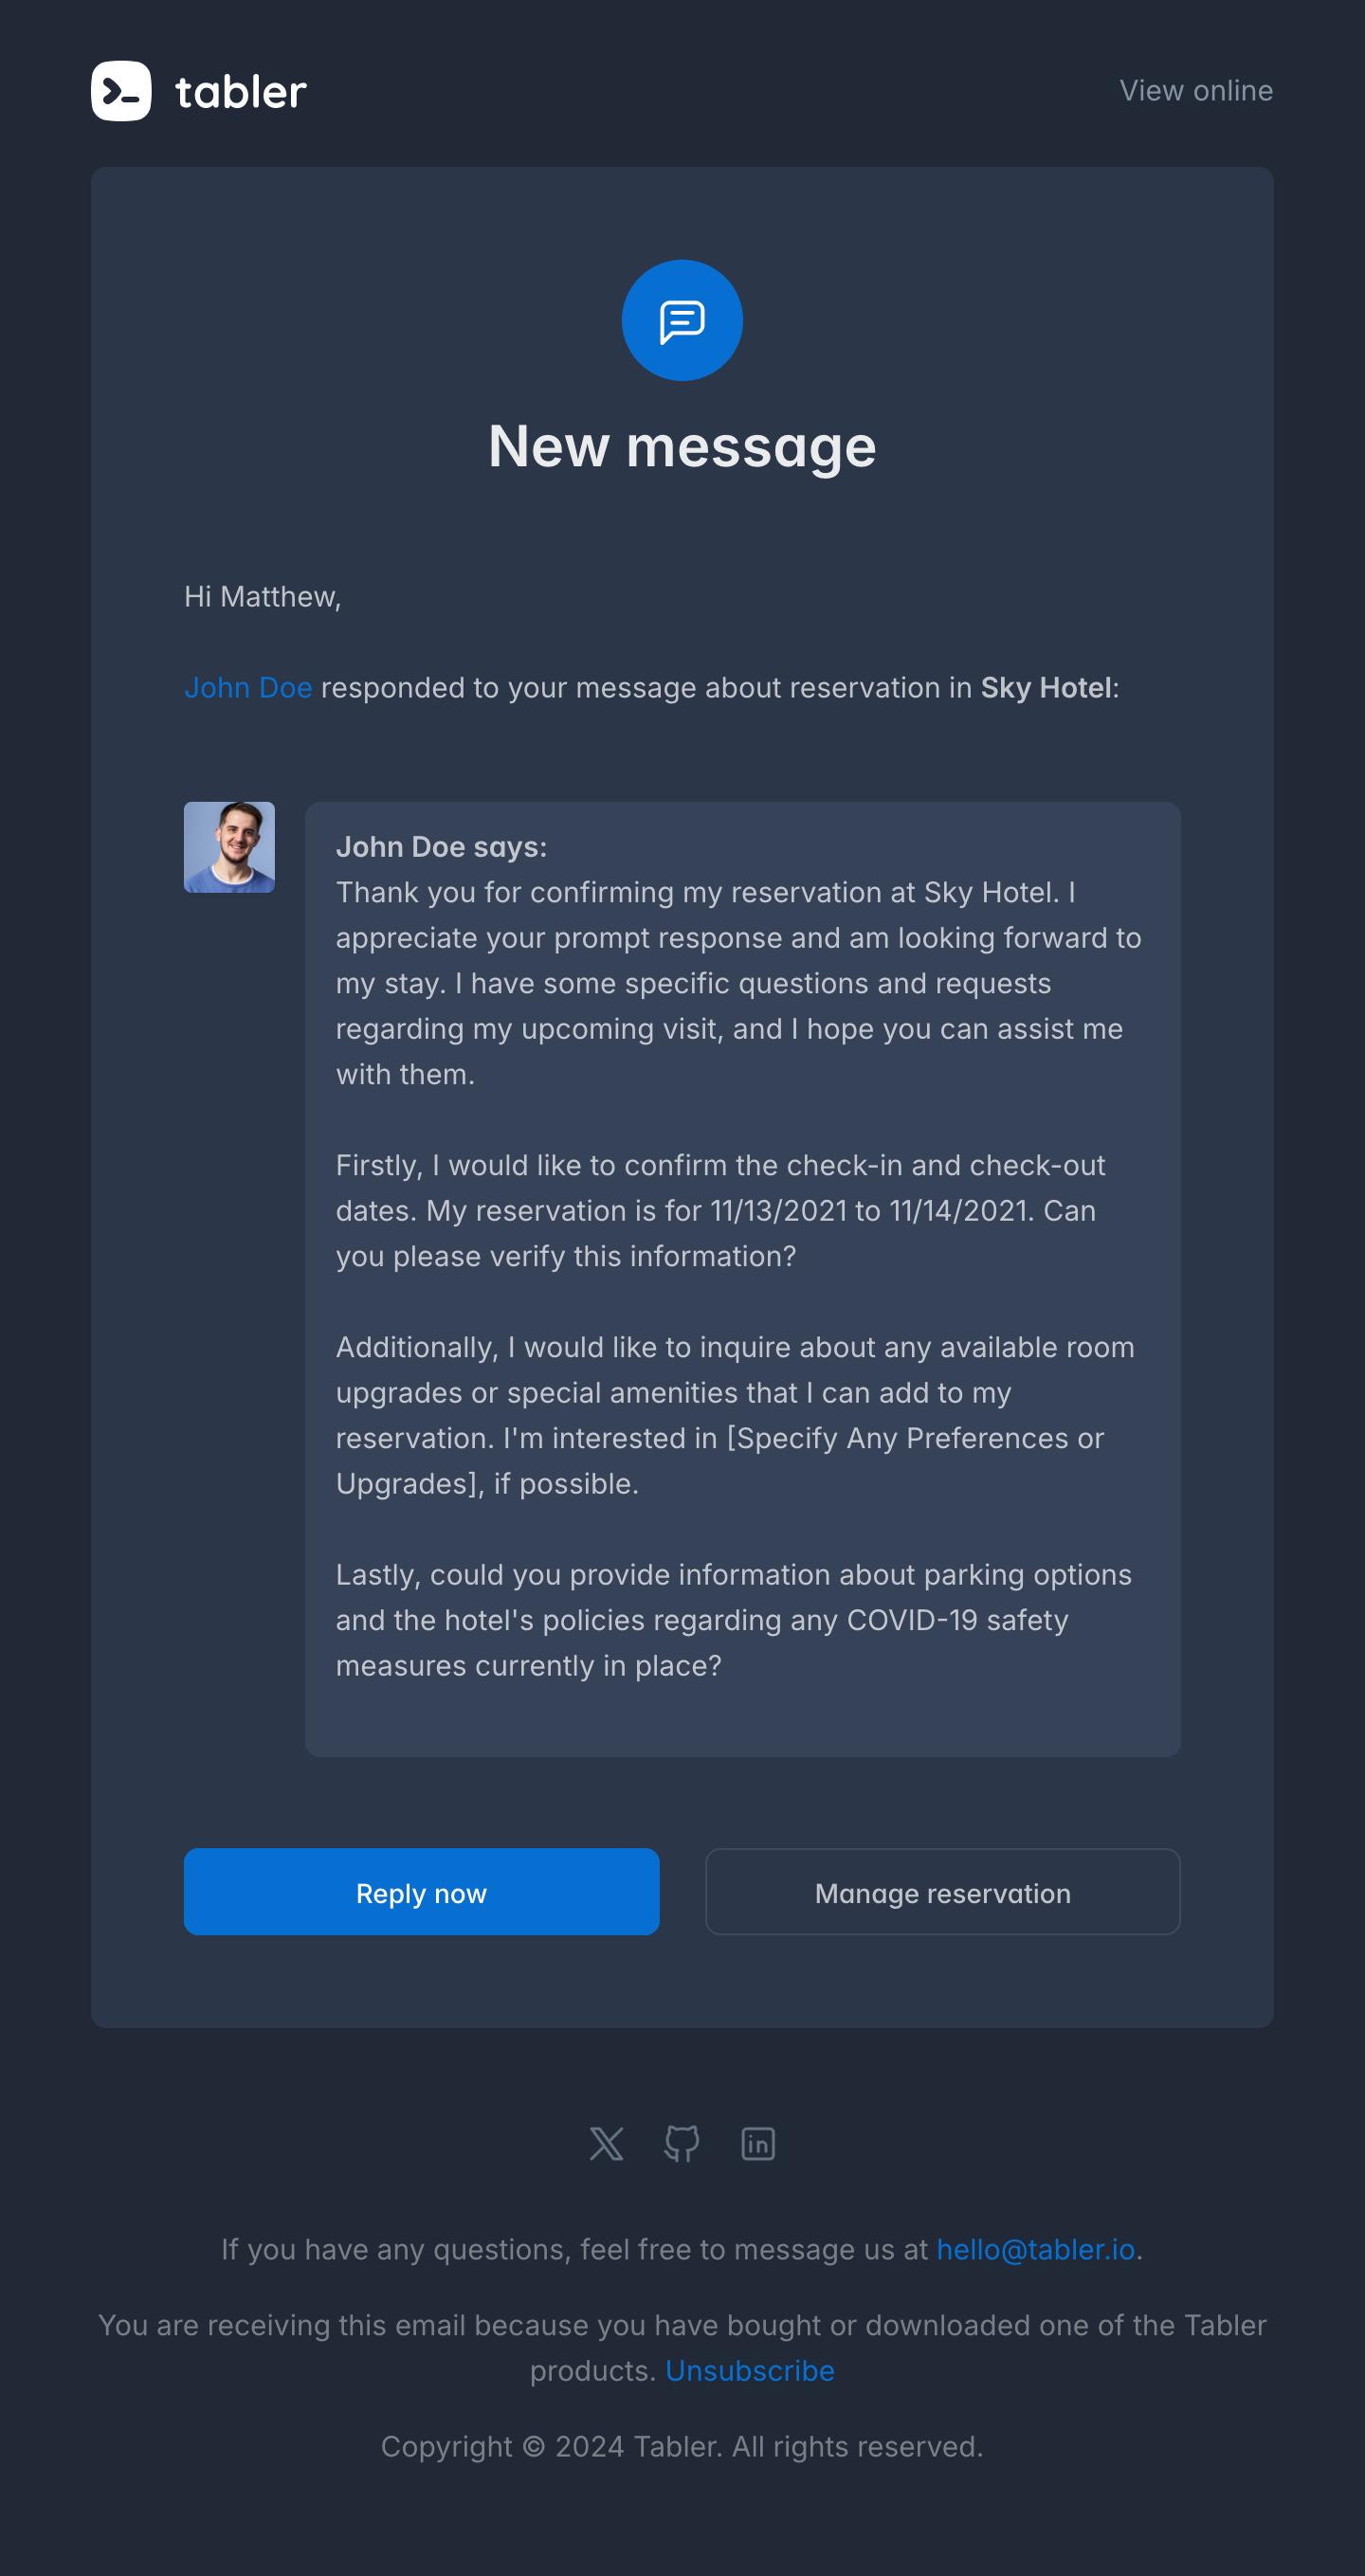 tabler
View online
New message
Hi Matthew,
John Doe responded to your message about reservation in Sky Hotel:
John Doe says:
Thank you for confirming my reservation at Sky Hotel. I
appreciate your prompt response and am looking forward to
my stay. I have some specific questions and requests
regarding my upcoming visit, and I hope you can assist me
with them.
Firstly, I would like to confirm the check-in and check-out
dates. My reservation is for 11/13/2021 to 11/14/2021. Can
you please verify this information?
Additionally, I would like to inquire about any available room
upgrades or special amenities that I can add to my
reservation. I'm interested in [Specify Any Preferences or
Upgrades], if possible.
Lastly, could you provide information about parking options
and the hotel's policies regarding any COVID-19 safety
measures currently in place?
Reply now
Manage reservation
If you have any questions, feel free to message us at hello@tabler.io.
You are receiving this email because you have bought or downloaded one of the Tabler
products. Unsubscribe
Copyright © 2024 Tabler. All rights reserved.